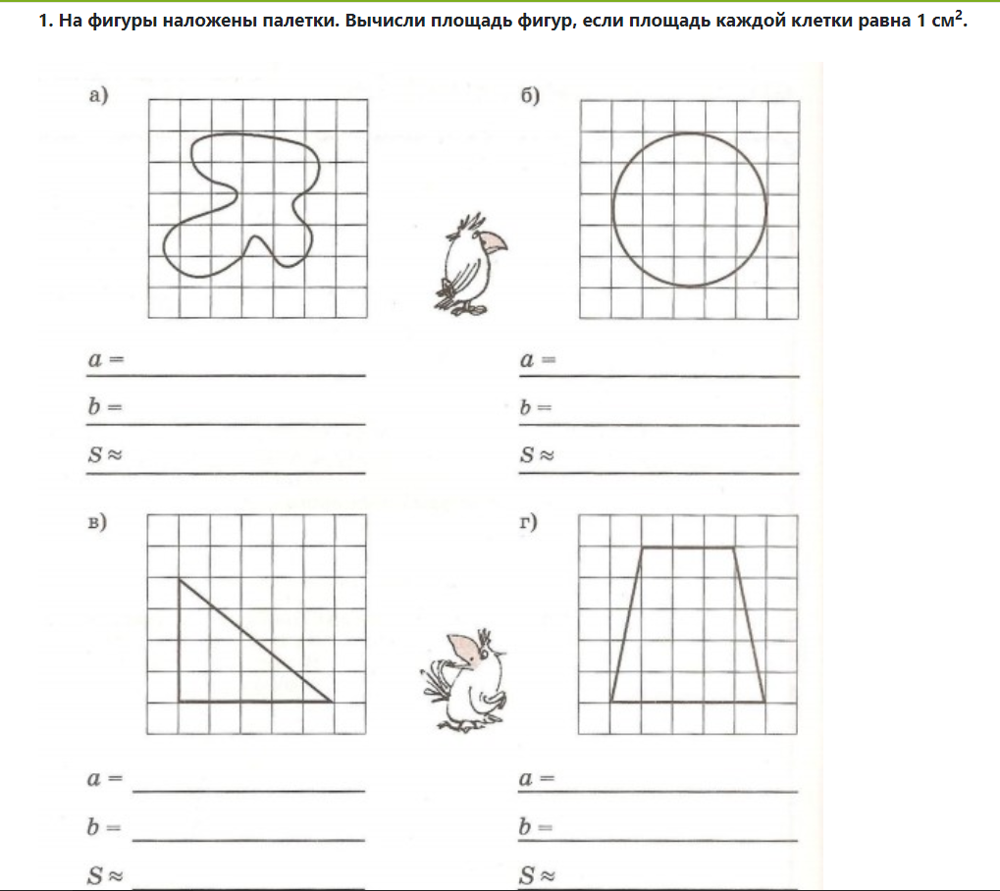 1. На фигуры наложены палетки. Вычисли площадь фигур, если площадь каждой клетки равна 1 см².
а)
б)
a =
a =
b =
b =
S ≈
S ≈
в)
г)
a =
a =
b =
b =
S ≈
S ≈